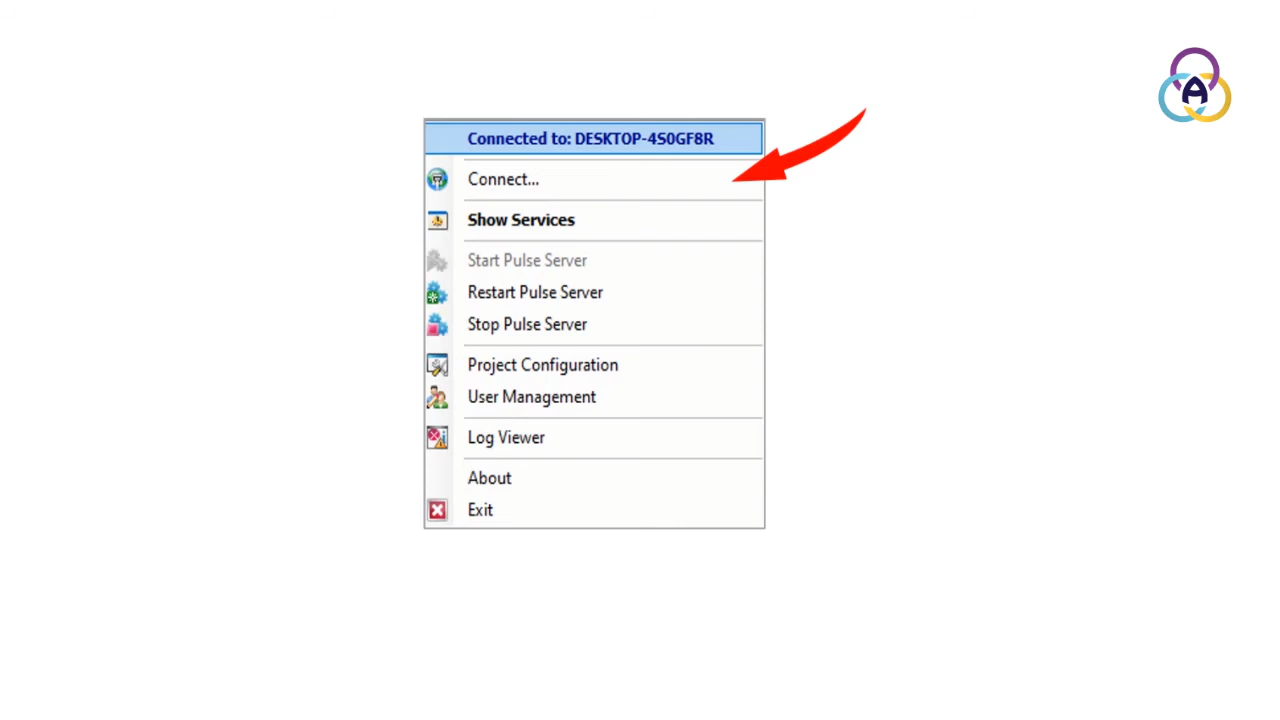 A
Connected to: DESKTOP-4S0GF8R
Connect...
Show Services
Start Pulse Server
Restart Pulse Server
Stop Pulse Server
Project Configuration
User Management
Log Viewer
About
Exit